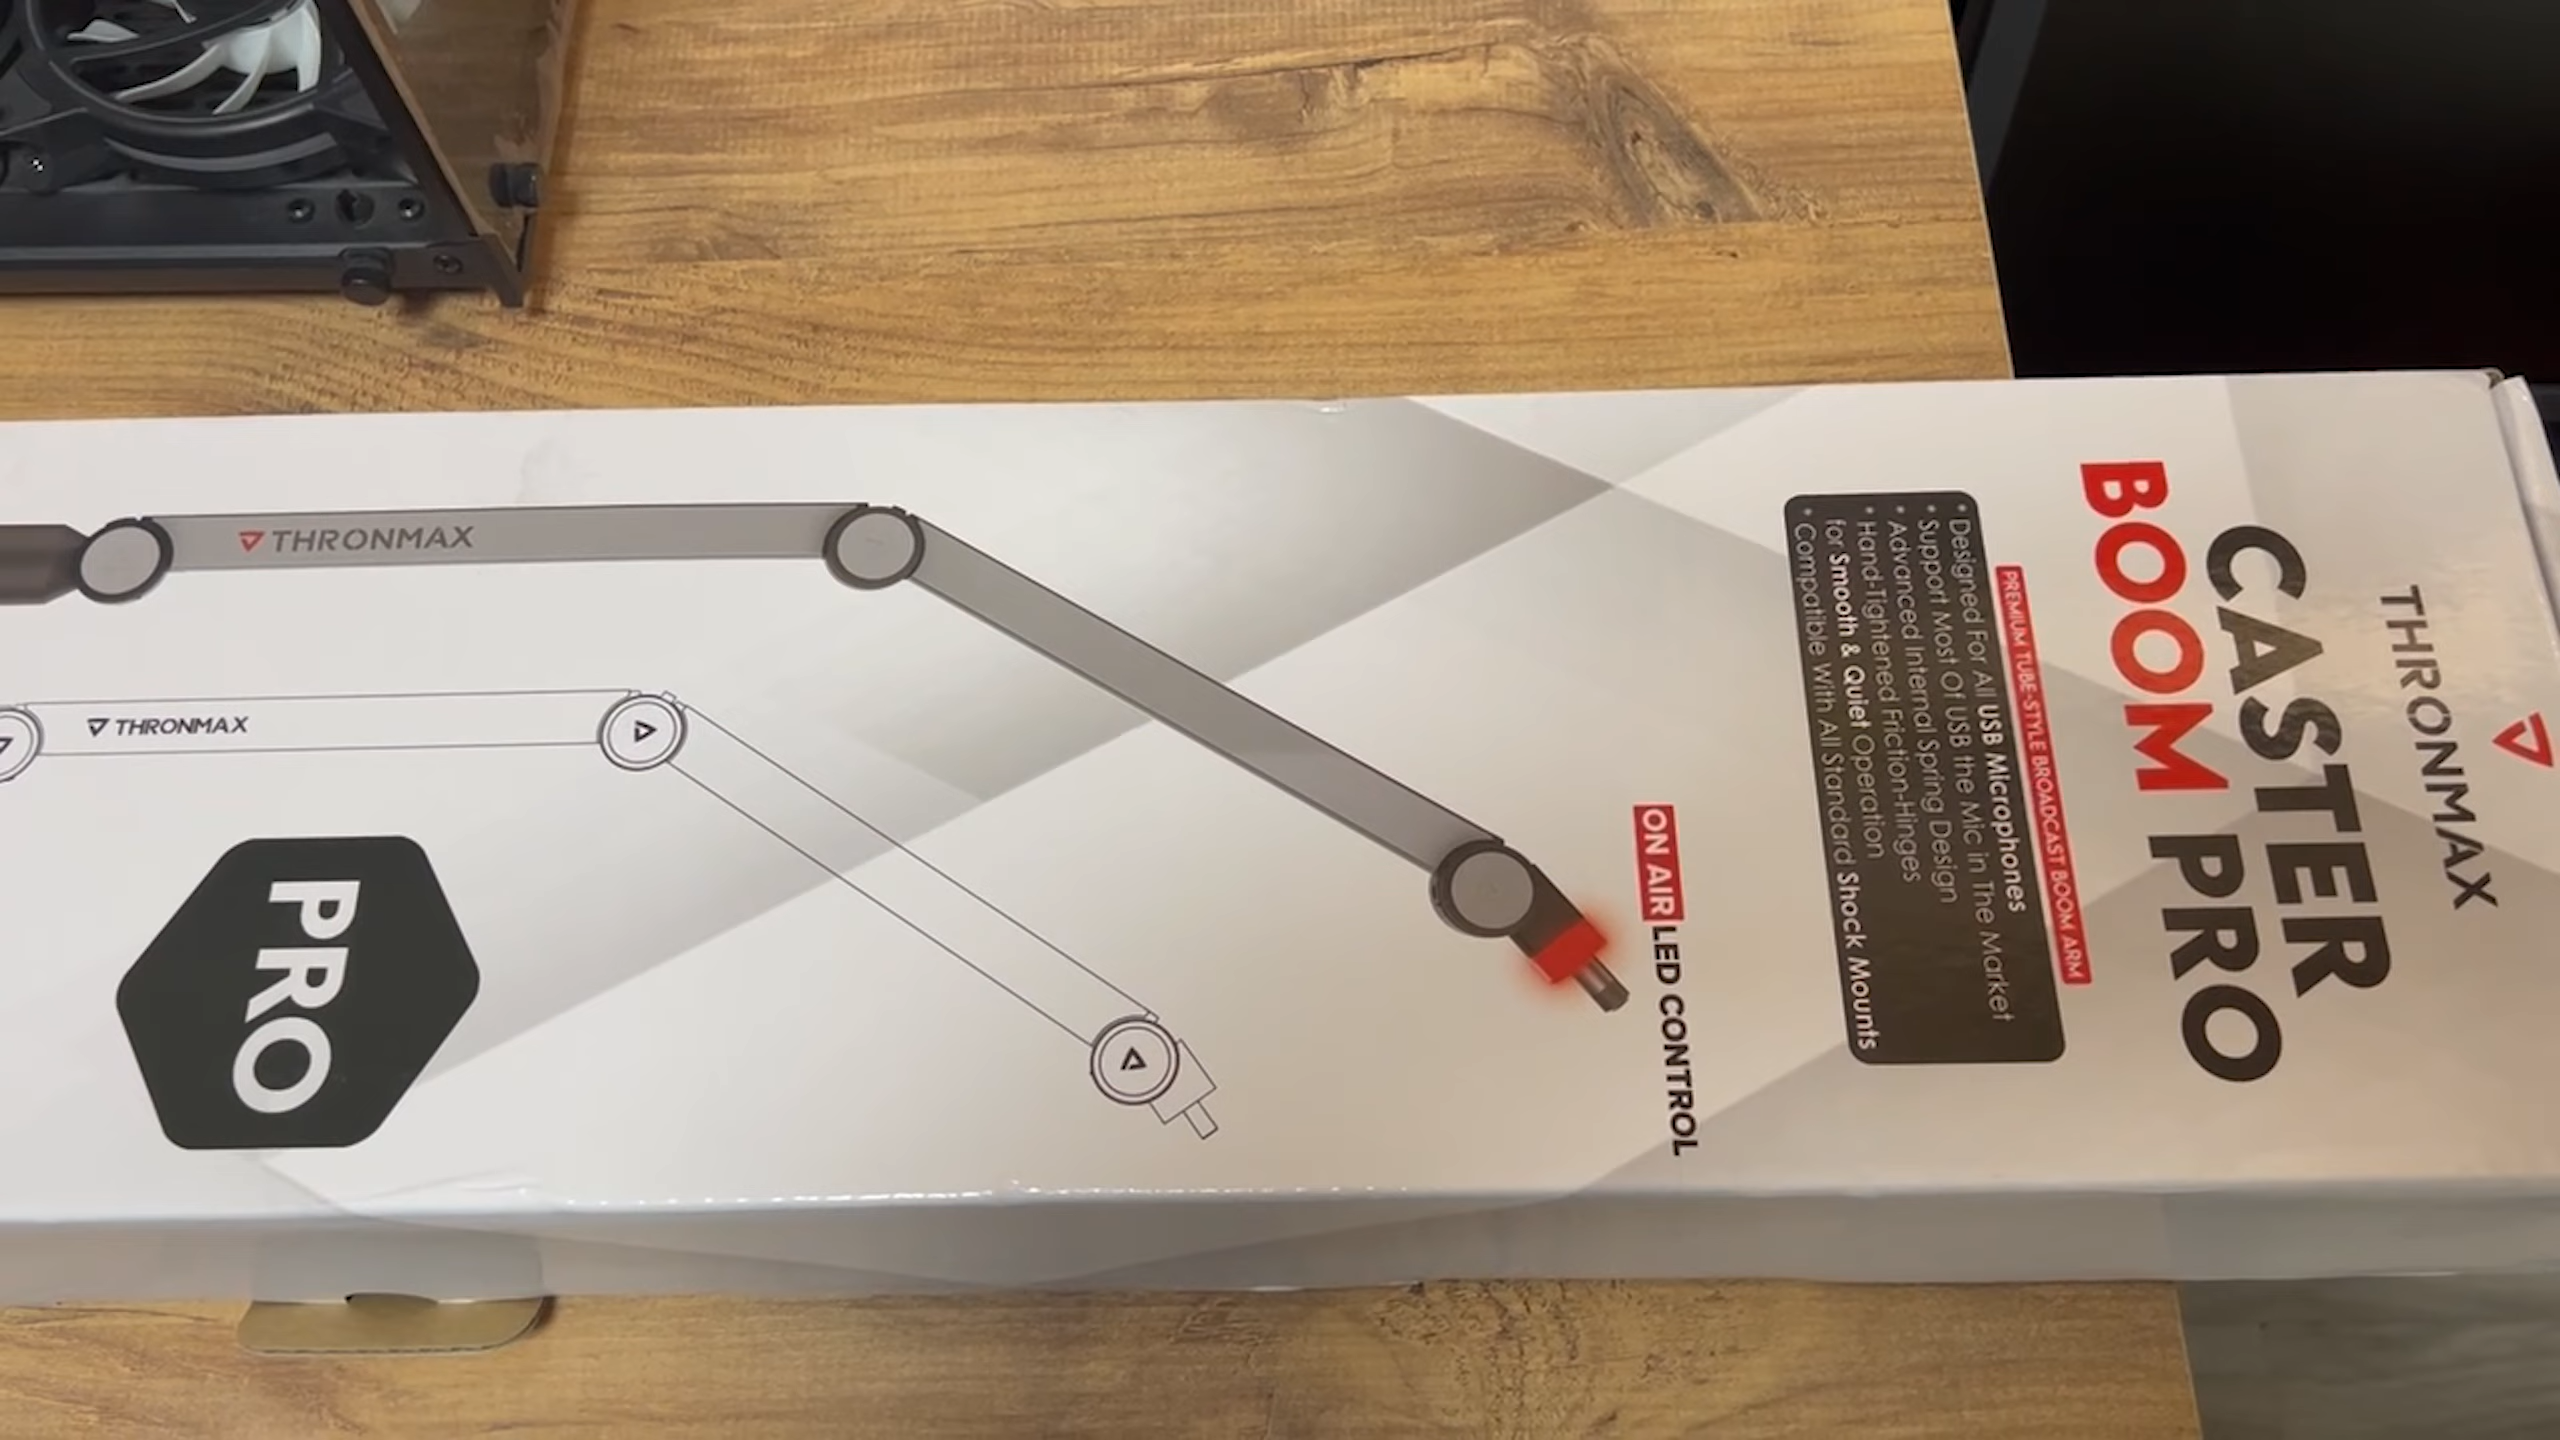 THRONMAX
CASTER
BOOM PRO
PREMIUM TUBE-STYLE BROADCAST BOOM ARM
• Designed For All USB Microphones
• Support Most Of USB the Mic in The Market
• Advanced Internal Spring Design
• Hand-Tightened Friction-Hinges
for Smooth & Quiet Operation
• Compatible With All Standard Shock Mounts
ON AIR LED CONTROL
THRONMAX
THRONMAX
PRO